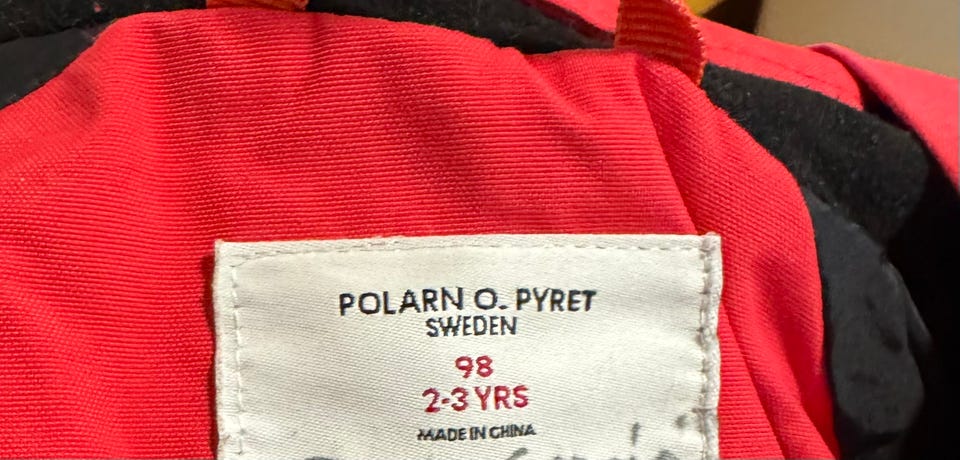 POLARN O. PYRET
SWEDEN
98
2-3 YRS
MADE IN CHINA